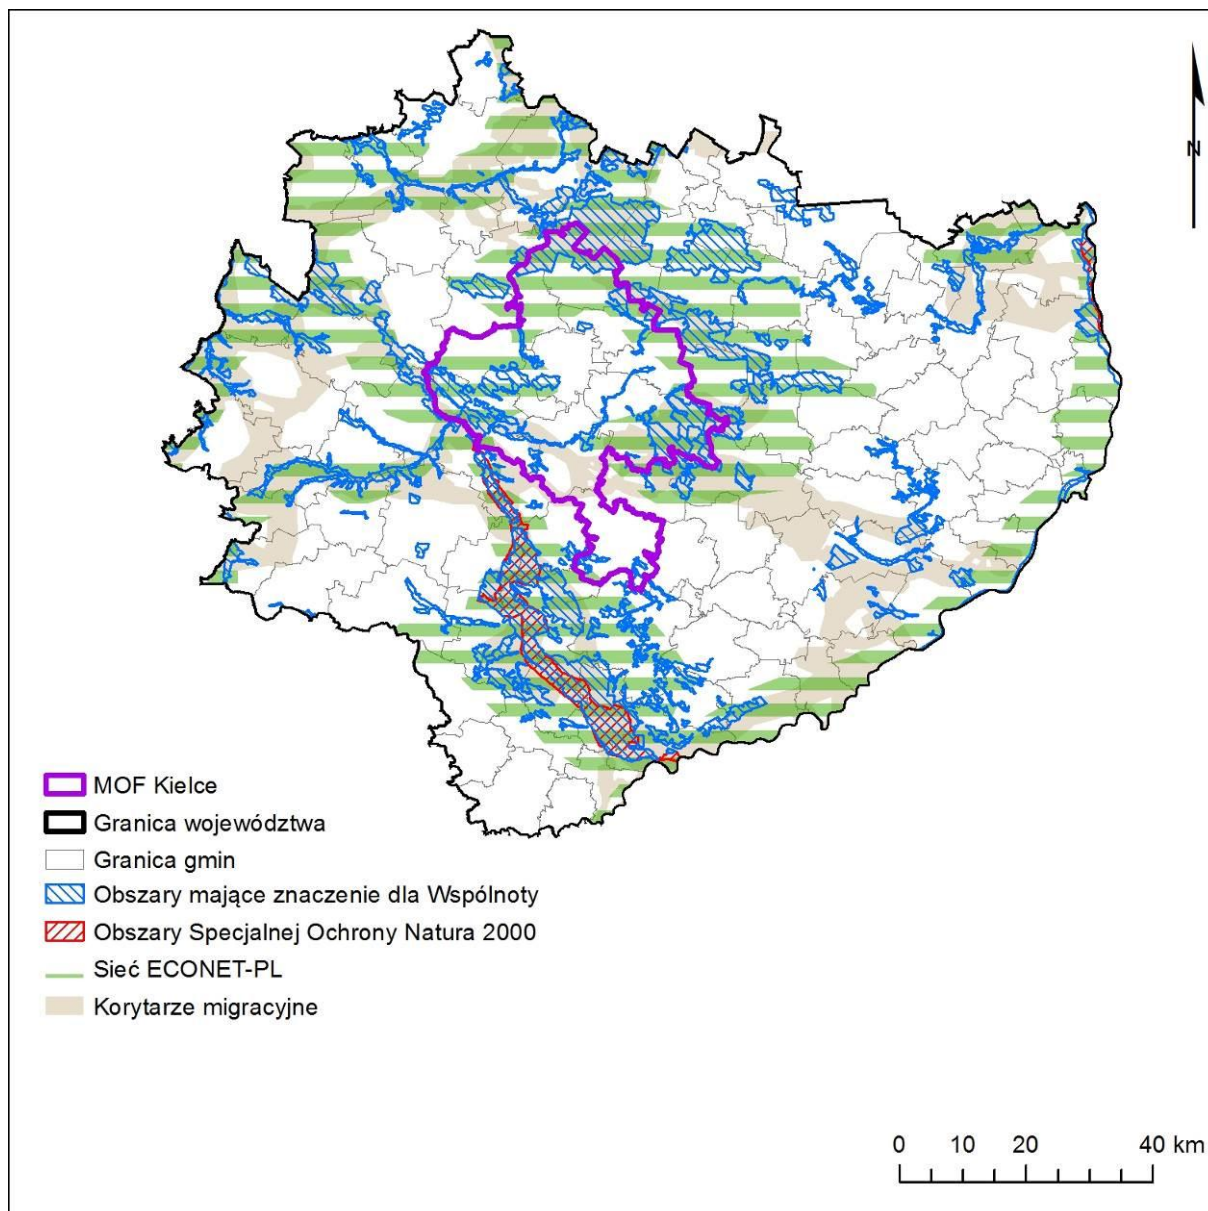 N
MOF Kielce
Granica województwa
Granica gmin
Obszary mające znaczenie dla Wspólnoty
Obszary Specjalnej Ochrony Natura 2000
Sieć ECONET-PL
Korytarze migracyjne
0 10 20 40 km